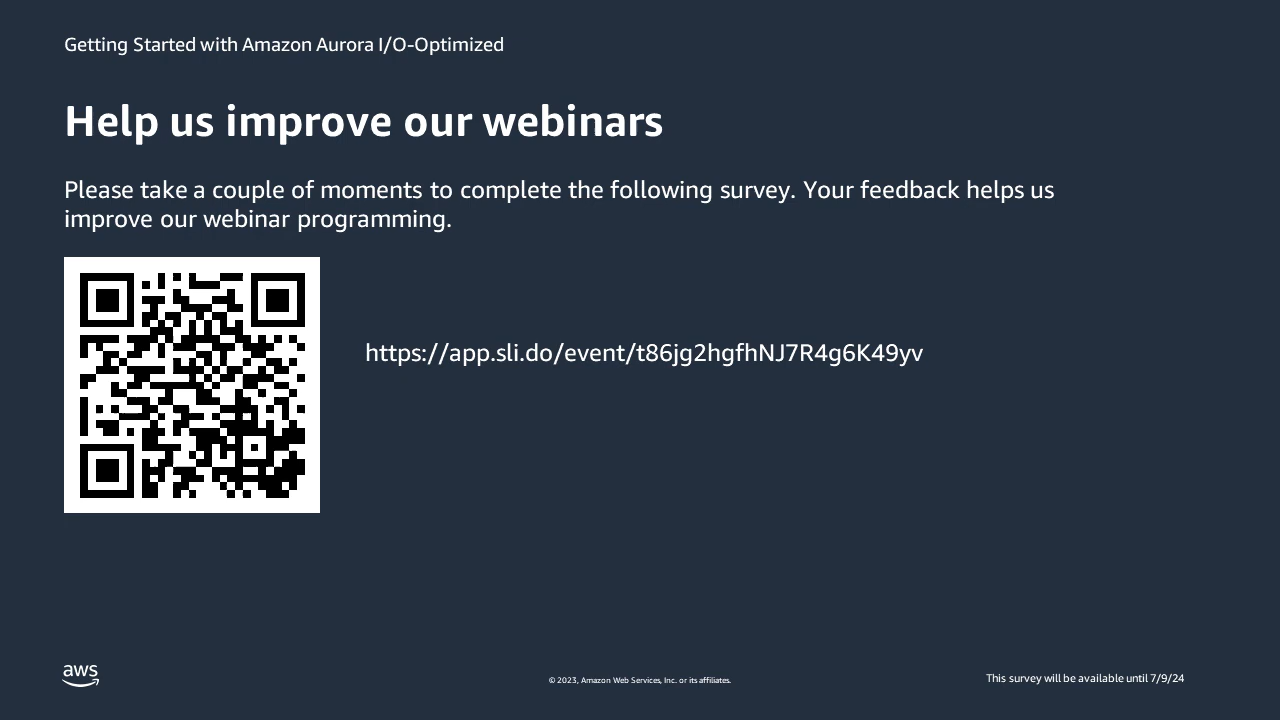 Getting Started with Amazon Aurora I/O-Optimized
Help us improve our webinars
Please take a couple of moments to complete the following survey. Your feedback helps us
improve our webinar programming.
https://app.sli.do/event/t86jg2hgfhNJ7R4g6K49yv
aws
© 2023, Amazon Web Services, Inc. or its affiliates.
This survey will be available until 7/9/24